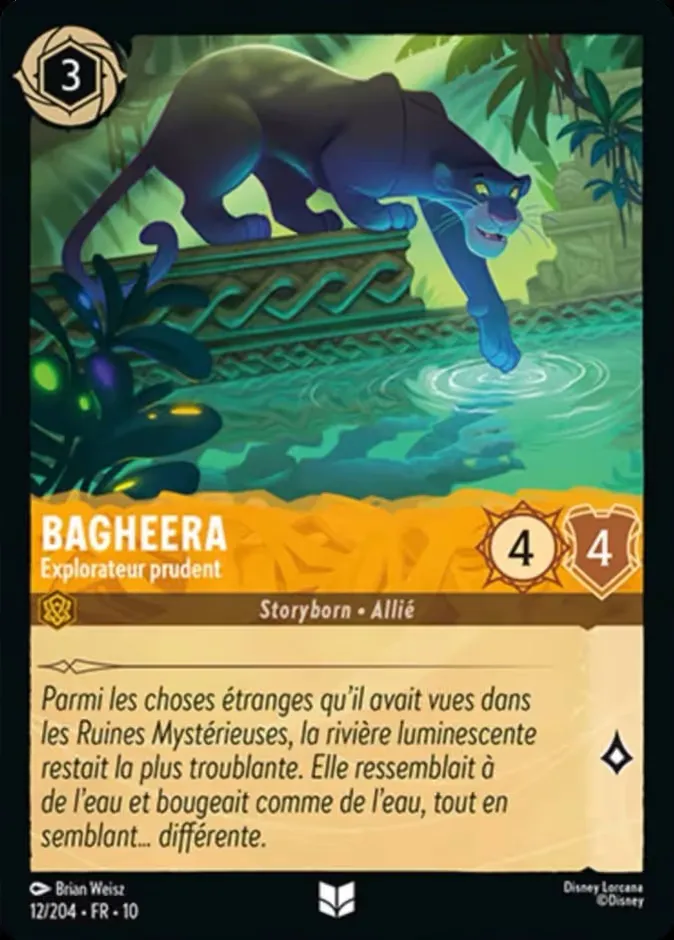 3
BAGHEERA
Explorateur prudent
4
4
Storyborn • Allié
Parmi les choses étranges qu'il avait vues dans
les Ruines Mystérieuses, la rivière luminescente
restait la plus troublante. Elle ressemblait à
de l'eau et bougeait comme de l'eau, tout en
semblant... différente.
Brian Weisz
Disney Lorcana
12/204 • FR • 10
©Disney